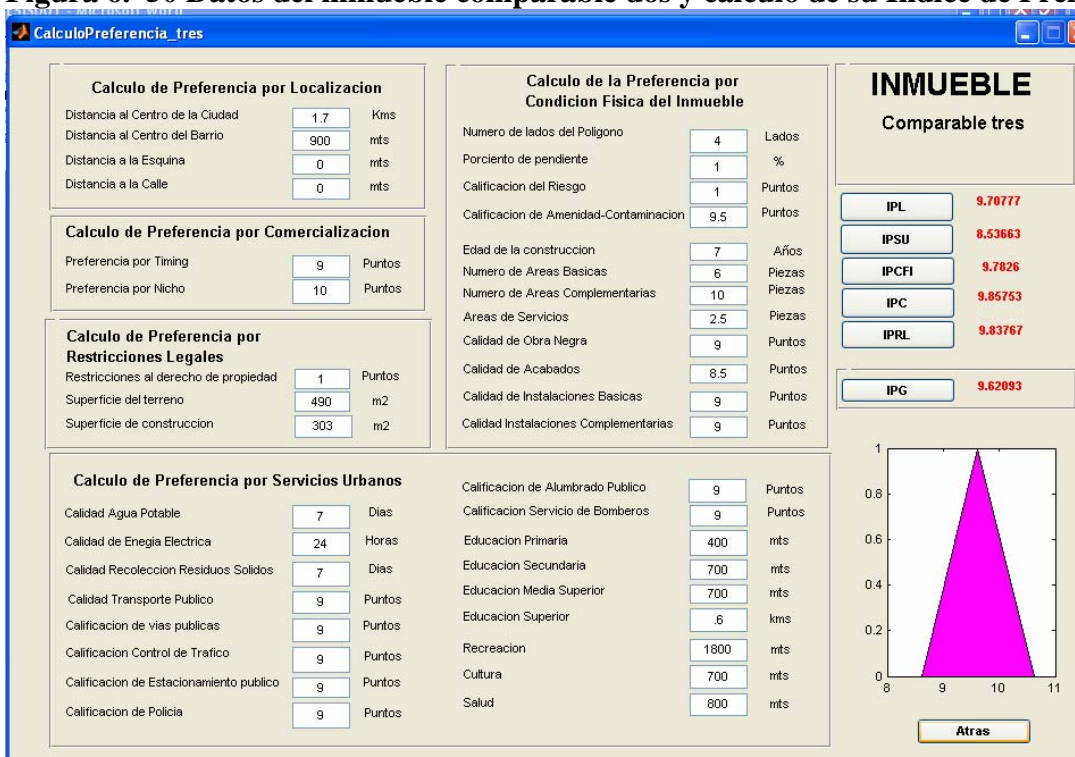 Figura 6. 30 Datos del inmueble comparable dos y cálculo de su Índice de
CalculoPreferencia_tres
Calculo de Preferencia por Localizacion
Distancia al Centro de la Ciudad 1.7 Kms
Distancia al Centro del Barrio 900 mts
Distancia a la Esquina 0 mts
Distancia a la Calle 0 mts
Calculo de Preferencia por Comercializacion
Preferencia por Timing 9 Puntos
Preferencia por Nicho 10 Puntos
Calculo de Preferencia por
Restricciones Legales
Restricciones al derecho de propiedad 1 Puntos
Superficie del terreno 490 m2
Superficie de construccion 303 m2
Calculo de la Preferencia por
Condicion Fisica del Inmueble
Numero de lados del Poligono 4 Lados
Porciento de pendiente 1 %
Calificacion del Riesgo 1 Puntos
Calificacion de Amenidad-Contaminacion 9.5 Puntos
Edad de la construccion 7 Años
Numero de Areas Basicas 6 Piezas
Numero de Areas Complementarias 10 Piezas
Areas de Servicios 2.5 Piezas
Calidad de Obra Negra 9 Puntos
Calidad de Acabados 8.5 Puntos
Calidad de Instalaciones Basicas 9 Puntos
Calidad Instalaciones Complementarias 9 Puntos
INMUEBLE
Comparable tres
IPL 9.70777
IPSU 8.53663
IPCFI 9.7826
IPC 9.85753
IPRL 9.83767
IPG 9.62093
Calculo de Preferencia por Servicios Urbanos
Calidad Agua Potable 7 Dias
Calidad de Enegia Electrica 24 Horas
Calidad Recoleccion Residuos Solidos 7 Dias
Calidad Transporte Publico 9 Puntos
Calificacion de vias publicas 9 Puntos
Calificacion Control de Trafico 9 Puntos
Calificacion de Estacionamiento publico 9 Puntos
Calificacion de Policia 9 Puntos
Calificacion de Alumbrado Publico 9 Puntos
Calificacion Servicio de Bomberos 9 Puntos
Educacion Primaria 400 mts
Educacion Secundaria 700 mts
Educacion Media Superior 700 mts
Educacion Superior .6 kms
Recreacion 1800 mts
Cultura 700 mts
Salud 800 mts
1
0.8
0.6
0.4
0.2
0
8 9 10 11
Atras